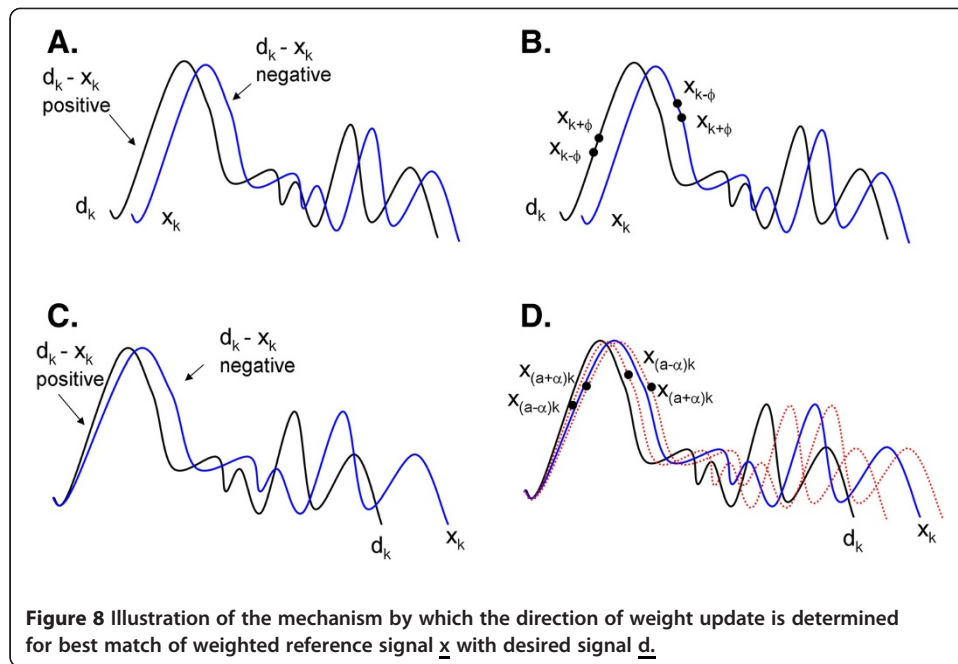 A.
d_k - x_k
positive
d_k - x_k
negative
d_k
x_k
B.
x_{k+ϕ}
x_{k-ϕ}
x_{k-ϕ}
x_{k+ϕ}
d_k
x_k
C.
d_k - x_k
positive
d_k - x_k
negative
d_k
x_k
D.
x_{(a+α)k}
x_{(a-α)k}
x_{(a-α)k}
x_{(a+α)k}
d_k
x_k
Figure 8 Illustration of the mechanism by which the direction of weight update is determined
for best match of weighted reference signal x with desired signal d.